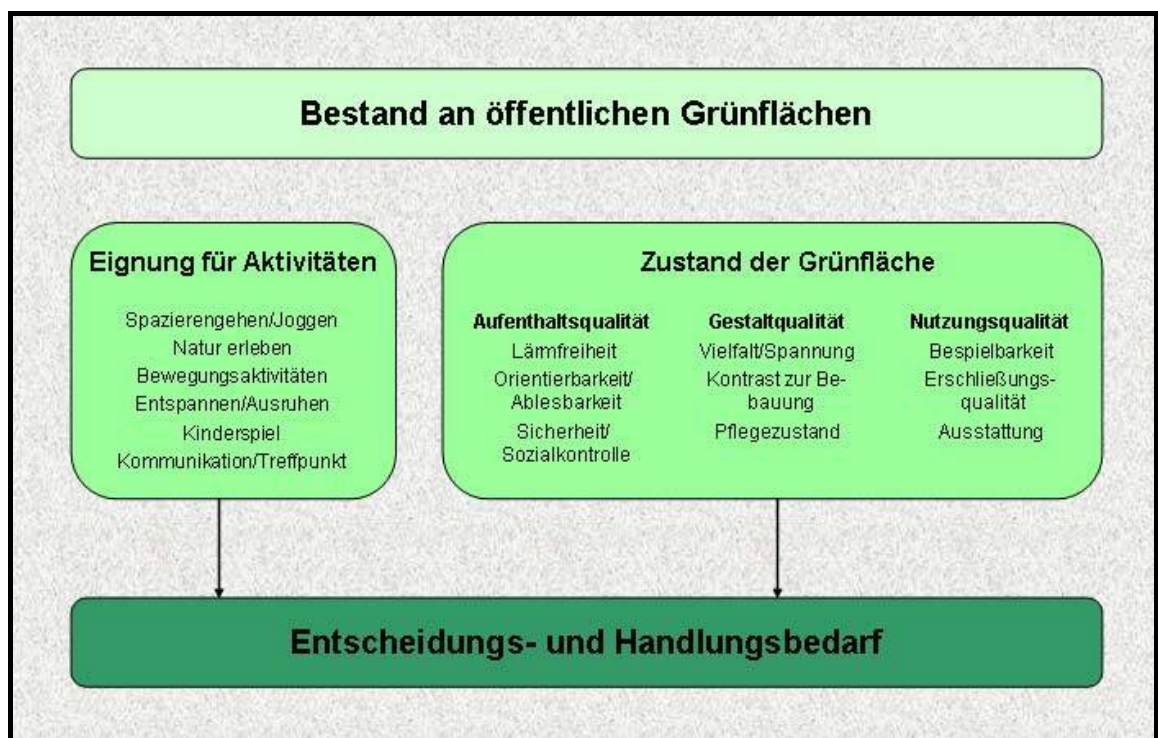 Bestand an öffentlichen Grünflächen
Eignung für Aktivitäten
Spazierengehen/Joggen
Natur erleben
Bewegungsaktivitäten
Entspannen/Ausruhen
Kinderspiel
Kommunikation/Treffpunkt
Zustand der Grünfläche
Aufenthaltsqualität
Lärmfreiheit
Orientierbarkeit/
Ablesbarkeit
Sicherheit/
Sozialkontrolle
Gestaltqualität
Vielfalt/Spannung
Kontrast zur Be-
bauung
Pflegezustand
Nutzungsqualität
Bespielbarkeit
Erschließungs-
qualität
Ausstattung
Entscheidungs- und Handlungsbedarf